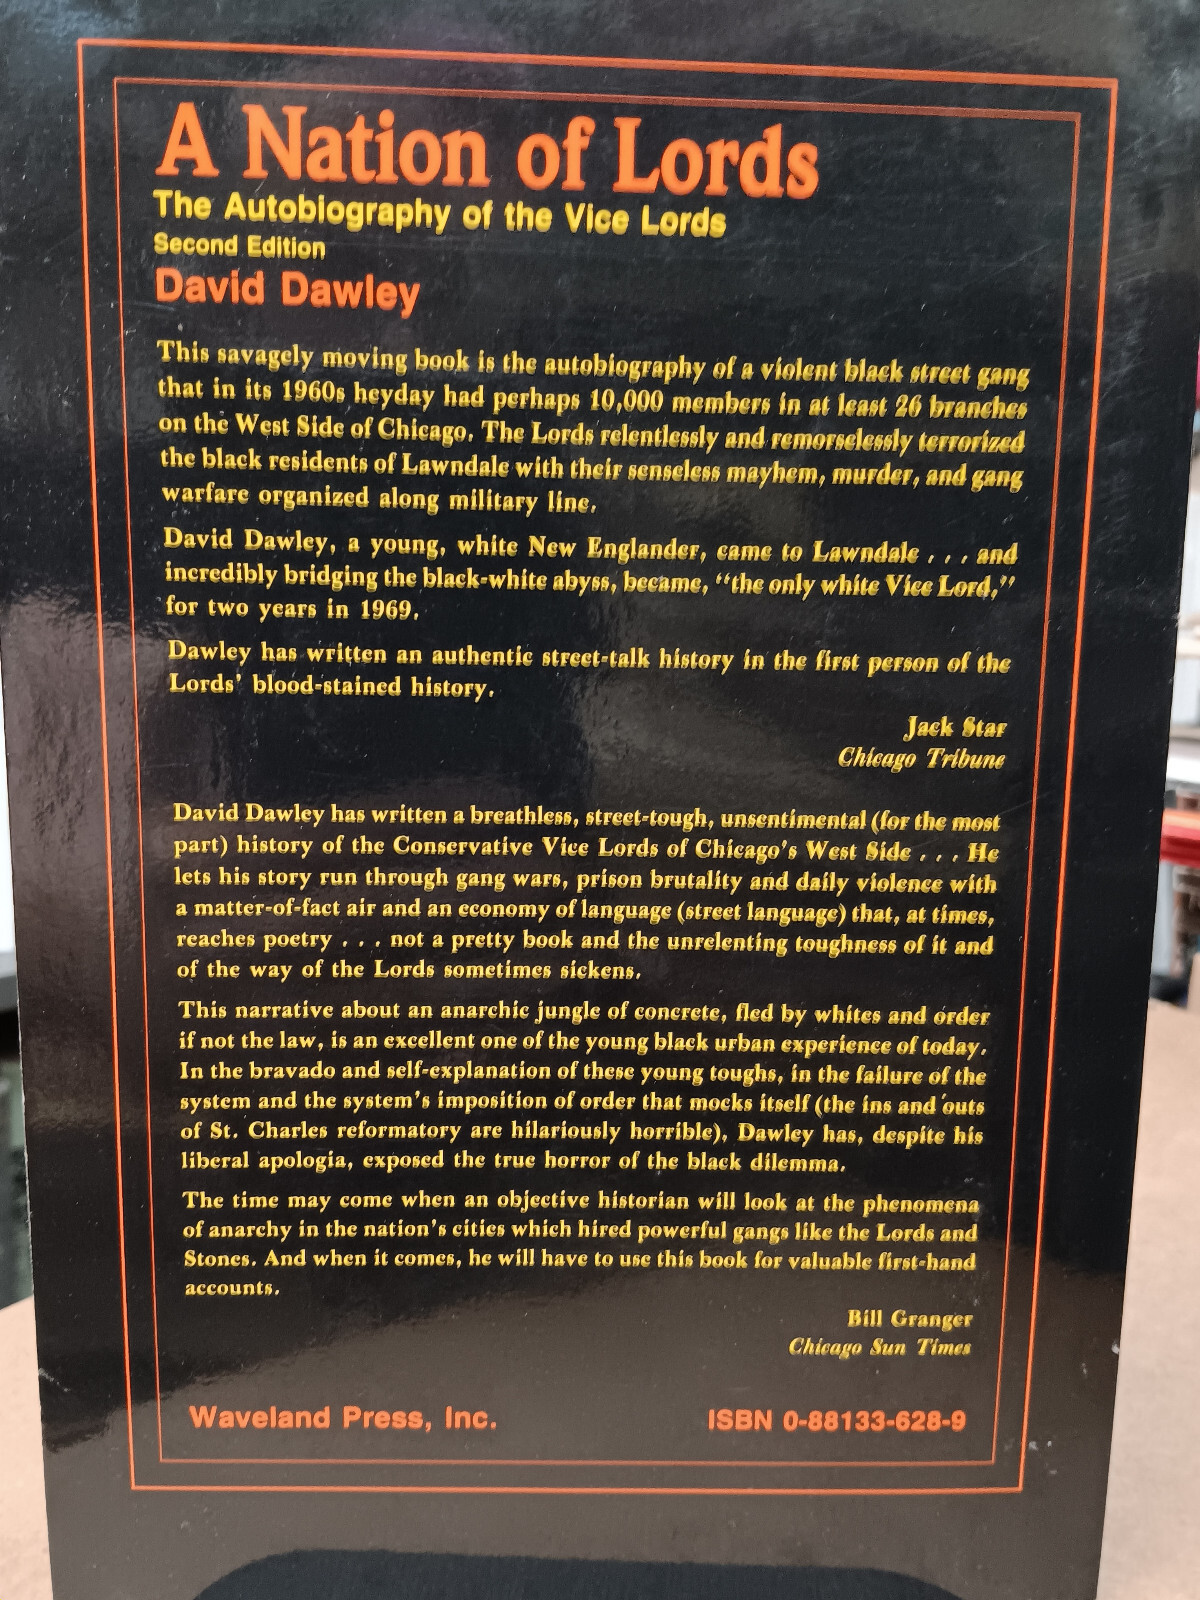 A Nation of Lords
The Autobiography of the Vice Lords
Second Edition
David Dawley
This savagely moving book is the autobiography of a violent black street gang
that in its 1960s heyday had perhaps 10,000 members in at least 26 branches
on the West Side of Chicago. The Lords relentlessly and remorselessly terrorized
the black residents of Lawndale with their senseless mayhem, murder, and gang
warfare organized along military line.
David Dawley, a young, white New Englander, came to Lawndale . . . and
incredibly bridging the black-white abyss, became, “the only white Vice Lord,”
for two years in 1969.
Dawley has written an authentic street-talk history in the first person of the
Lords' blood-stained history.
Jack Star
Chicago Tribune
David Dawley has written a breathless, street-tough, unsentimental (for the most
part) history of the Conservative Vice Lords of Chicago's West Side . . . He
lets his story run through gang wars, prison brutality and daily violence with
a matter-of-fact air and an economy of language (street language) that, at times,
reaches poetry . . . not a pretty book and the unrelenting toughness of it and
of the way of the Lords sometimes sickens.
This narrative about an anarchic jungle of concrete, fled by whites and order
if not the law, is an excellent one of the young black urban experience of today.
In the bravado and self-explanation of these young toughs, in the failure of the
system and the system's imposition of order that mocks itself (the ins and outs
of St. Charles reformatory are hilariously horrible), Dawley has, despite his
liberal apologia, exposed the true horror of the black dilemma.
The time may come when an objective historian will look at the phenomena
of anarchy in the nation's cities which hired powerful gangs like the Lords and
Stones. And when it comes, he will have to use this book for valuable first-hand
accounts.
Bill Granger
Chicago Sun Times
Waveland Press, Inc.
ISBN 0-88133-628-9